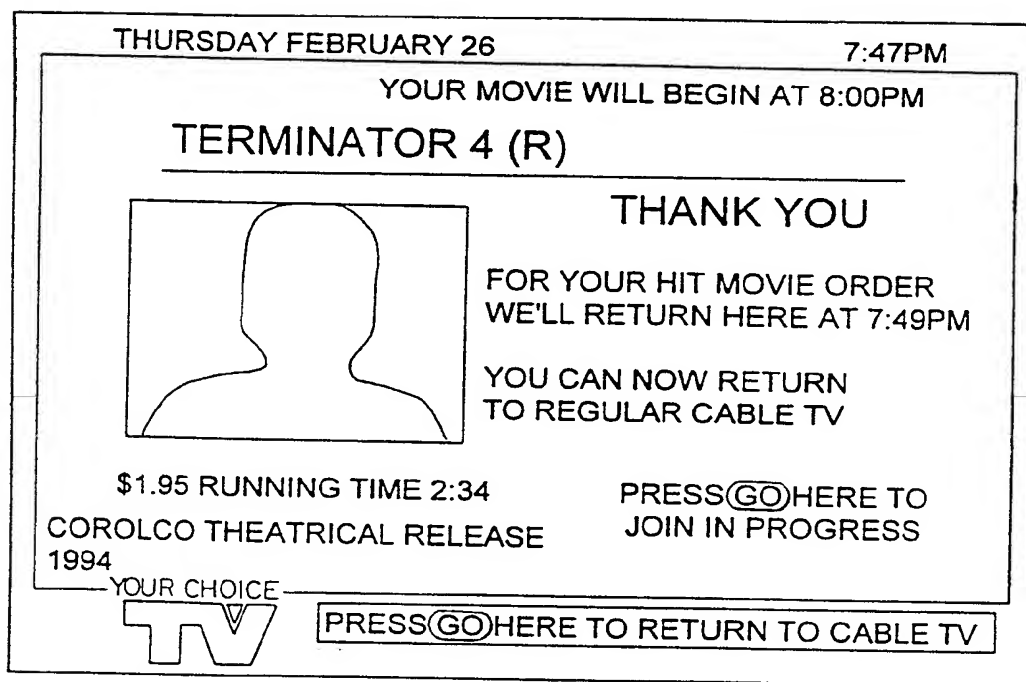 THURSDAY FEBRUARY 26 7:47PM
YOUR MOVIE WILL BEGIN AT 8:00PM
TERMINATOR 4 (R)
THANK YOU
FOR YOUR HIT MOVIE ORDER
WE'LL RETURN HERE AT 7:49PM
YOU CAN NOW RETURN
TO REGULAR CABLE TV
$1.95 RUNNING TIME 2:34
COROLCO THEATRICAL RELEASE
1994
PRESS GO HERE TO
JOIN IN PROGRESS
YOUR CHOICE
TV
PRESS GO HERE TO RETURN TO CABLE TV